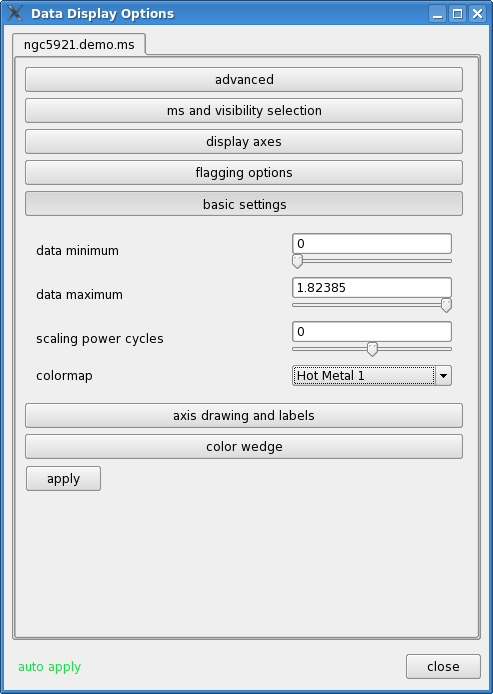 Data Display Options
ngc5921.demo.ms
advanced
ms and visibility selection
display axes
flagging options
basic settings
data minimum 0
data maximum 1.82385
scaling power cycles 0
colormap Hot Metal 1
axis drawing and labels
color wedge
apply
auto apply close